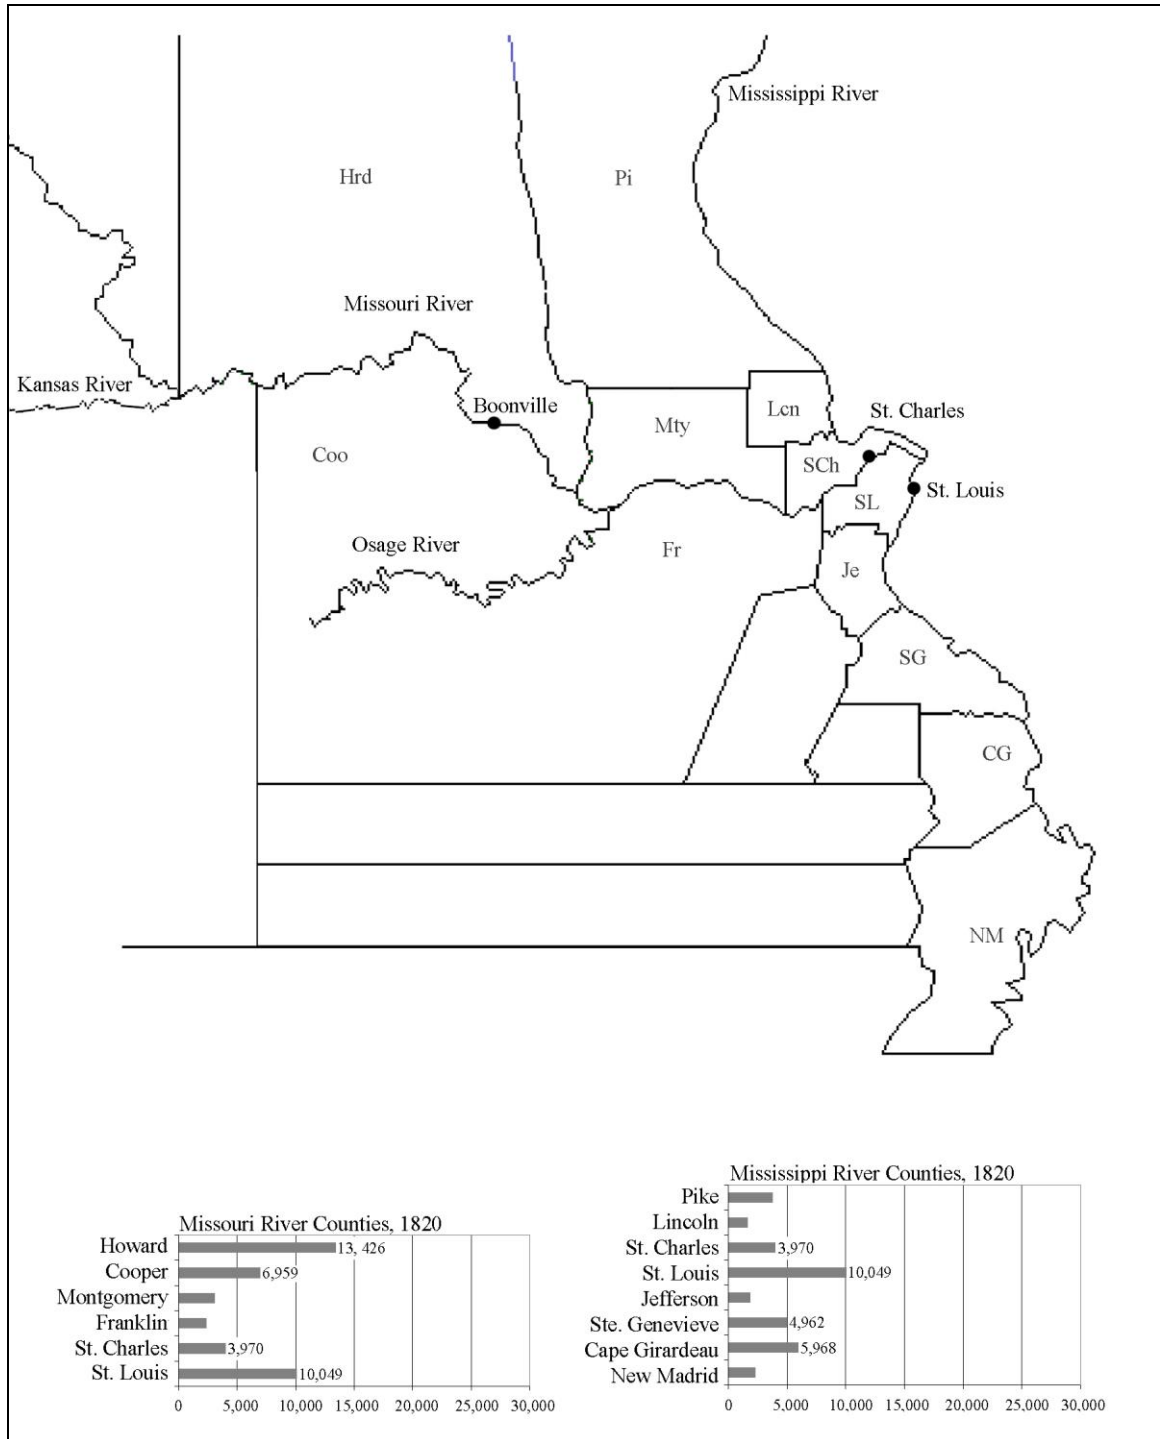 Mississippi River
Hrd
Pi
Missouri River
Kansas River
Boonville
Lcn
St. Charles
Mty
Coo
SCh
St. Louis
SL
Osage River
Fr
Je
SG
CG
NM
Missouri River Counties, 1820
Howard 13, 426
Cooper 6,959
Montgomery
Franklin
St. Charles 3,970
St. Louis 10,049
0 5,000 10,000 15,000 20,000 25,000 30,000
Mississippi River Counties, 1820
Pike
Lincoln
St. Charles 3,970
St. Louis 10,049
Jefferson
Ste. Genevieve 4,962
Cape Girardeau 5,968
New Madrid
0 5,000 10,000 15,000 20,000 25,000 30,000